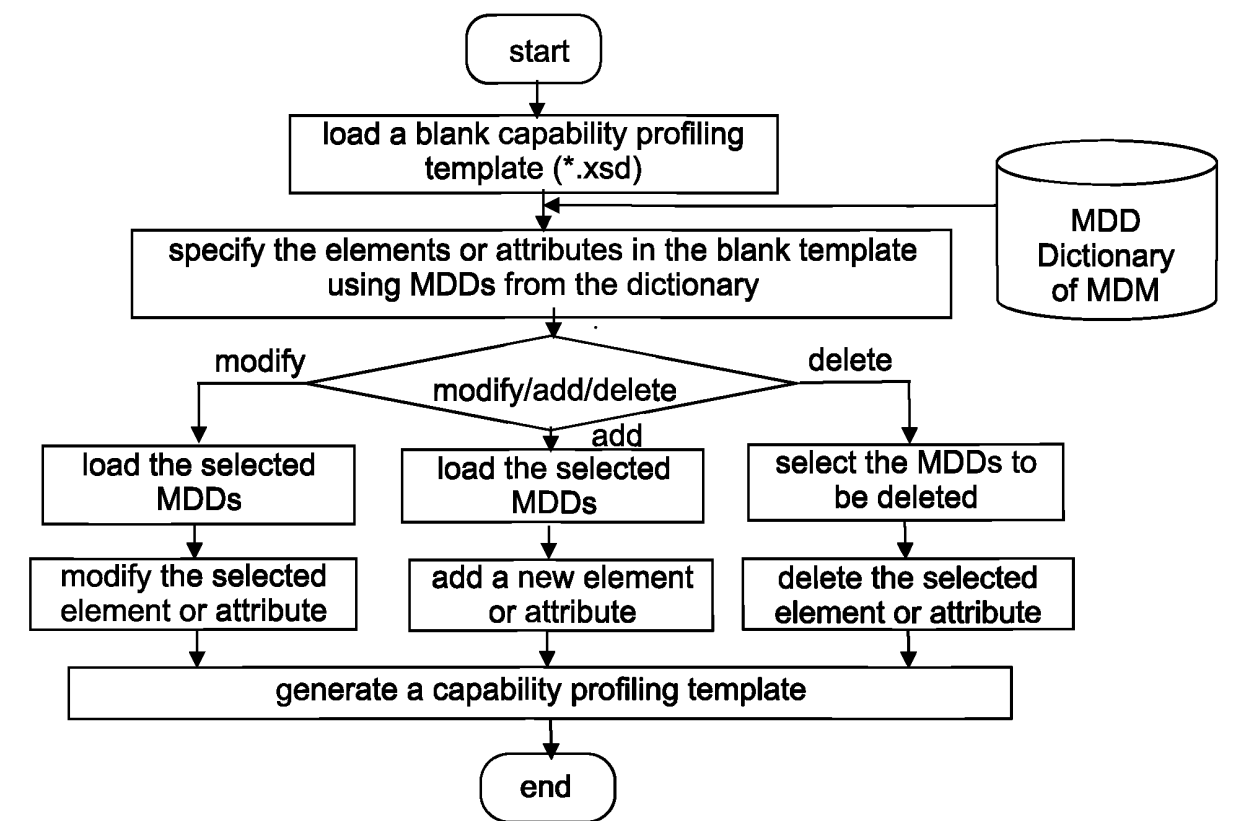 start
load a blank capability profiling
template (*.xsd)
MDD
Dictionary
of MDM
specify the elements or attributes in the blank template
using MDDs from the dictionary
modify
delete
modify/add/delete
add
load the selected
MDDs
load the selected
MDDs
select the MDDs to
be deleted
modify the selected
element or attribute
add a new element
or attribute
delete the selected
element or attribute
generate a capability profiling template
end